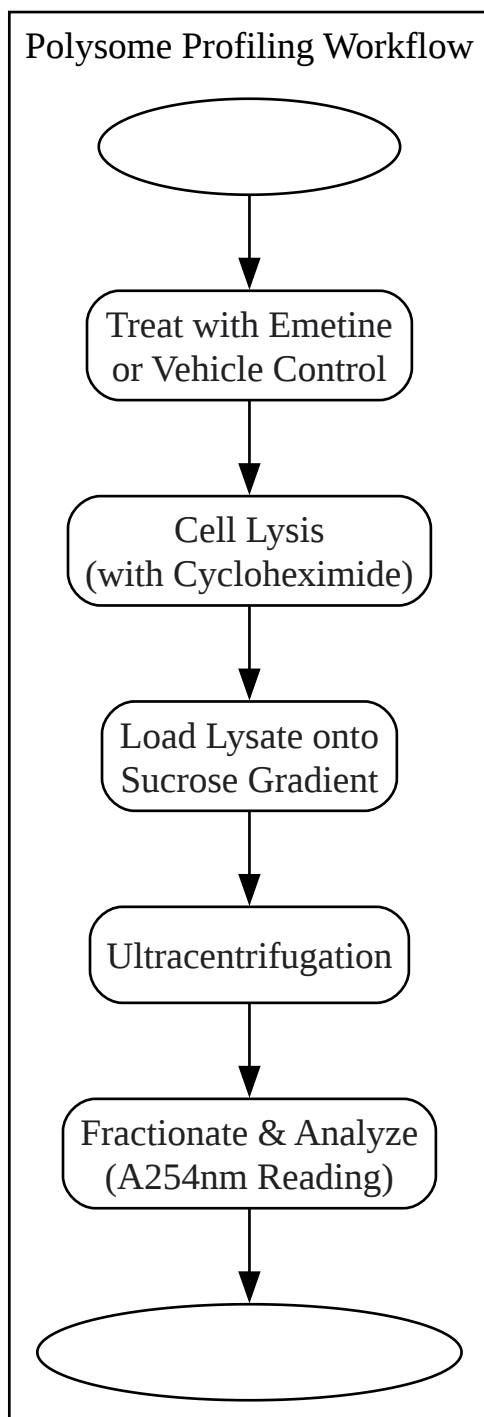 Polysome Profiling Workflow
Treat with Emetine
or Vehicle Control
Cell Lysis
(with Cycloheximide)
Load Lysate onto
Sucrose Gradient
Ultracentrifugation
Fractionate & Analyze
(A254nm Reading)